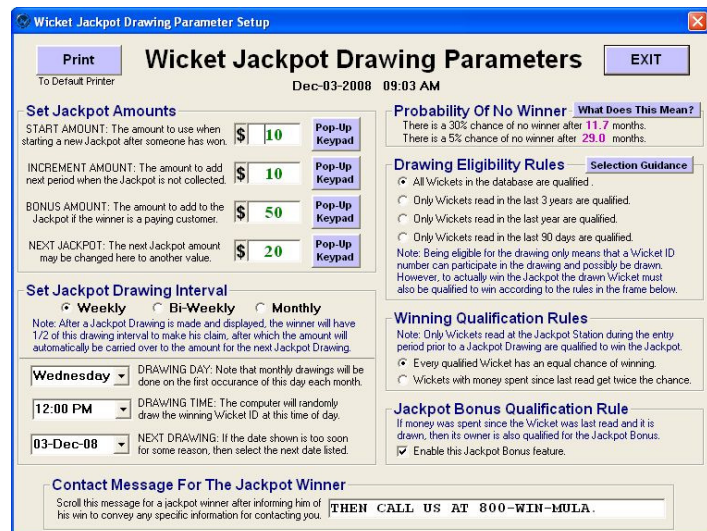 Wicket Jackpot Drawing Parameter Setup
Print
To Default Printer
Wicket Jackpot Drawing Parameters
EXIT
Dec-03-2008 09:03 AM
Set Jackpot Amounts
START AMOUNT: The amount to use when
starting a new Jackpot after someone has won.
$ 10
Pop-Up
Keypad
INCREMENT AMOUNT: The amount to add
next period when the Jackpot is not collected.
$ 10
Pop-Up
Keypad
BONUS AMOUNT: The amount to add to the
Jackpot if the winner is a paying customer.
$ 50
Pop-Up
Keypad
NEXT JACKPOT: The next Jackpot amount
may be changed here to another value.
$ 20
Pop-Up
Keypad
Set Jackpot Drawing Interval
Weekly Bi-Weekly Monthly
Note: After a Jackpot Drawing is made and displayed, the winner will have
1/2 of this drawing interval to make his claim, after which the amount will
automatically be carried over to the amount for the next Jackpot Drawing.
Wednesday
DRAWING DAY: Note that monthly drawings will be
done on the first occurance of this day each month.
12:00 PM
DRAWING TIME: The computer will randomly
draw the winning Wicket ID at this time of day.
03-Dec-08
NEXT DRAWING: If the date shown is too soon
for some reason, then select the next date listed.
Probability Of No Winner
What Does This Mean?
There is a 30% chance of no winner after 11.7 months.
There is a 5% chance of no winner after 29.0 months.
Drawing Eligibility Rules
Selection Guidance
All Wickets in the database are qualified .
Only Wickets read in the last 3 years are qualified.
Only Wickets read in the last year are qualified.
Only Wickets read in the last 90 days are qualified.
Note: Being eligible for the drawing only means that a Wicket ID
number can participate in the drawing and possibly be drawn.
However, to actually win the Jackpot the drawn Wicket must
also be qualified to win according to the rules in the frame below.
Winning Qualification Rules
Note: Only Wickets read at the Jackpot Station during the entry
period prior to a Jackpot Drawing are qualified to win the Jackpot.
Every qualified Wicket has an equal chance of winning.
Wickets with money spent since last read get twice the chance.
Jackpot Bonus Qualification Rule
If money was spent since the Wicket was last read and it is
drawn, then its owner is also qualified for the Jackpot Bonus.
Enable this Jackpot Bonus feature.
Contact Message For The Jackpot Winner
Scroll this message for a jackpot winner after informing him of
his win to convey any specific information for contacting you.
THEN CALL US AT 800-WIN-MULA.